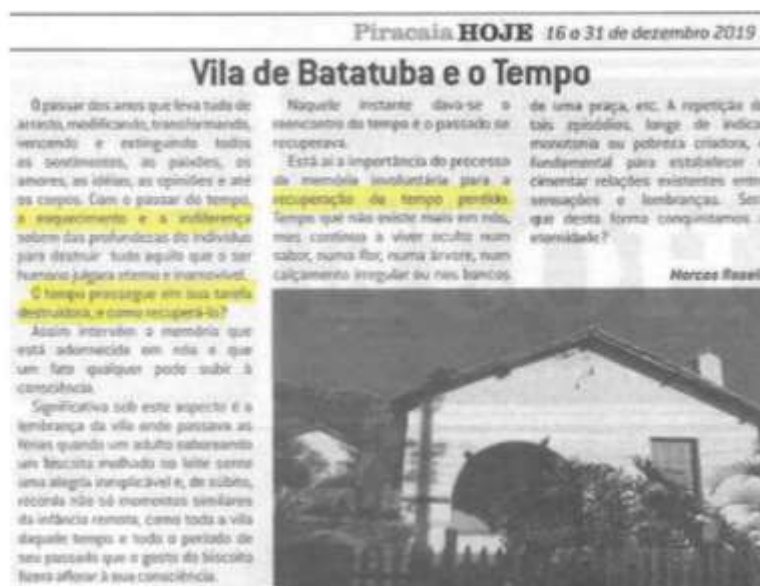 Piracaia HOJE 16 a 31 de dezembro 2019
Vila de Batatuba e o Tempo
O passar dos anos que leva tudo de
arrasto, modificando, transformando,
vencendo e extinguindo todos
os sentimentos, as paixões, os
amores, as idéias, as opiniões e até
os corpos. Com o passar do tempo,
o esquecimento e a indiferença
sobem das profundezas do indivíduo
para destruir tudo aquilo que o ser
humano julgara eterno e inamovível.
O tempo prossegue em sua tarefa
destruidora, e como recuperá-lo?
Assim intervém a memória que
está adormecida em nós e que
um fato qualquer pode subir à
consciência.
Significativa sob este aspecto é a
lembrança da vila onde passava as
férias quando um adulto saboreando
um biscoito molhado no leite sente
uma alegria inexplicável e, de súbito,
recorda não só momentos similares
da infância remota, como toda a vila
daquele tempo e todo o período de
seu passado que o gosto do biscoito
fizera aflorar à sua consciência.
Naquele instante dava-se o
reencontro do tempo e o passado se
recuperava.
Está aí a importância do processo
da memória involuntária para a
recuperação do tempo perdido.
Tempo que não existe mais em nós,
mas continua a viver oculto num
sabor, numa flor, numa árvore, num
calçamento irregular ou nos bancos
de uma praça, etc. A repetição de
tais episódios, longe de indicar
monotonia ou pobreza criadora, é
fundamental para estabelecer e
cimentar relações existentes entre
sensações e lembranças. Será
que desta forma conquistamos a
eternidade?
Marcos